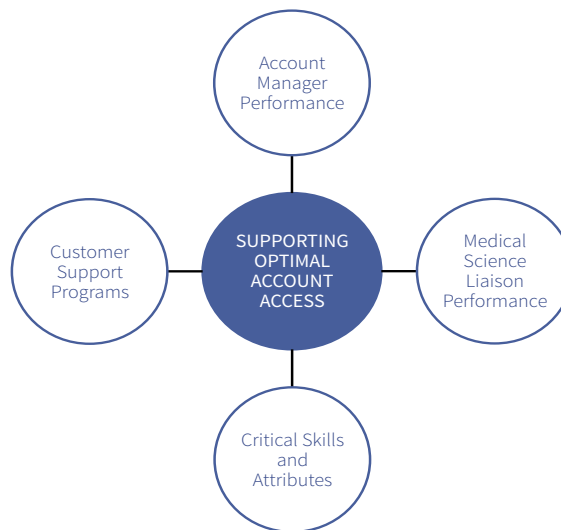 Account
Manager
Performance
Customer
Support
Programs
SUPPORTING
OPTIMAL
ACCOUNT
ACCESS
Medical
Science
Liaison
Performance
Critical Skills
and
Attributes